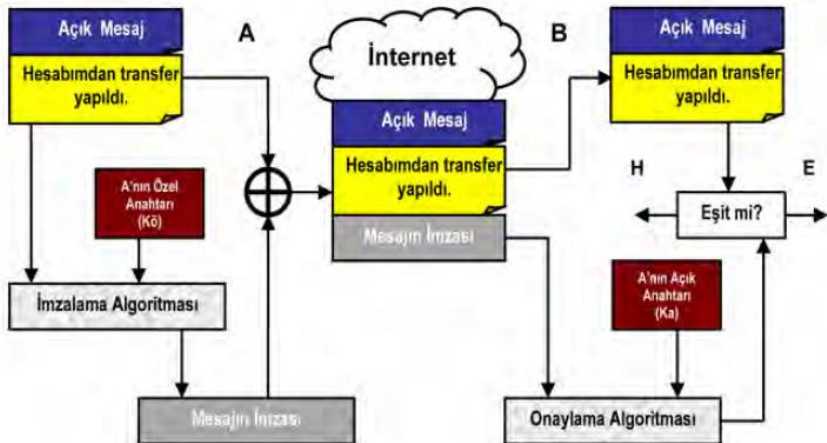 Açık Mesaj
Hesabımdan transfer
yapıldı.
A
A'nın Özel
Anahtarı
(Kö)
İmzalama Algoritması
Mesajın İmzası
İnternet
Açık Mesaj
Hesabımdan transfer
yapıldı.
Mesajın İmzası
B
Açık Mesaj
Hesabımdan transfer
yapıldı.
H
E
Eşit mi?
A'nın Açık
Anahtarı
(Ka)
Onaylama Algoritması